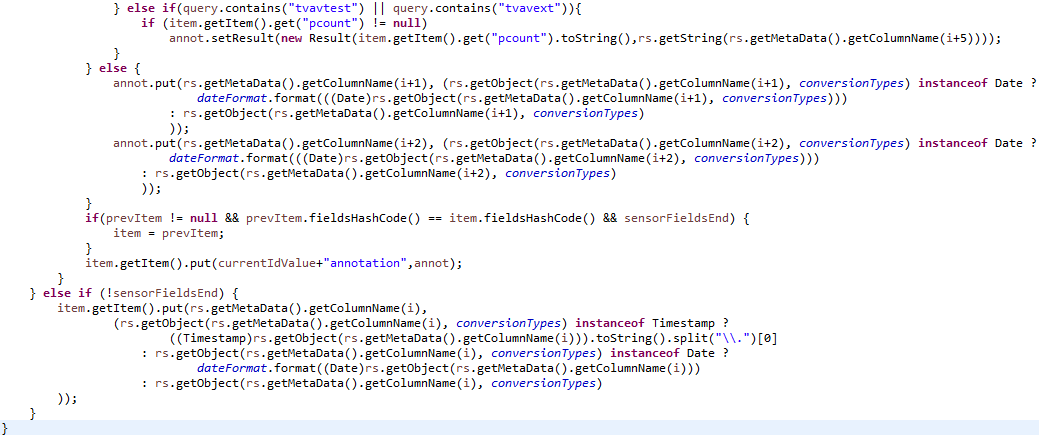 } else if(query.contains("tvavtest") || query.contains("tvavext")){
if (item.getItem().get("pcount") != null)
annot.setResult(new Result(item.getItem().get("pcount").toString(),rs.getString(rs.getMetaData().getColumnName(i+5))));
}
} else {
annot.put(rs.getMetaData().getColumnName(i+1), (rs.getObject(rs.getMetaData().getColumnName(i+1), conversionTypes) instanceof Date ?
dateFormat.format(((Date)rs.getObject(rs.getMetaData().getColumnName(i+1), conversionTypes)))
: rs.getObject(rs.getMetaData().getColumnName(i+1), conversionTypes)
));
annot.put(rs.getMetaData().getColumnName(i+2), (rs.getObject(rs.getMetaData().getColumnName(i+2), conversionTypes) instanceof Date ?
dateFormat.format(((Date)rs.getObject(rs.getMetaData().getColumnName(i+2), conversionTypes)))
: rs.getObject(rs.getMetaData().getColumnName(i+2), conversionTypes)
));
}
if(prevItem != null && prevItem.fieldsHashCode() == item.fieldsHashCode() && sensorFieldsEnd) {
item = prevItem;
}
item.getItem().put(currentIdValue+"annotation",annot);
}
} else if (!sensorFieldsEnd) {
item.getItem().put(rs.getMetaData().getColumnName(i),
(rs.getObject(rs.getMetaData().getColumnName(i), conversionTypes) instanceof Timestamp ?
((Timestamp)rs.getObject(rs.getMetaData().getColumnName(i))).toString().split("\\.")[0]
: rs.getObject(rs.getMetaData().getColumnName(i), conversionTypes) instanceof Date ?
dateFormat.format((Date)rs.getObject(rs.getMetaData().getColumnName(i)))
: rs.getObject(rs.getMetaData().getColumnName(i), conversionTypes)
));
}
}